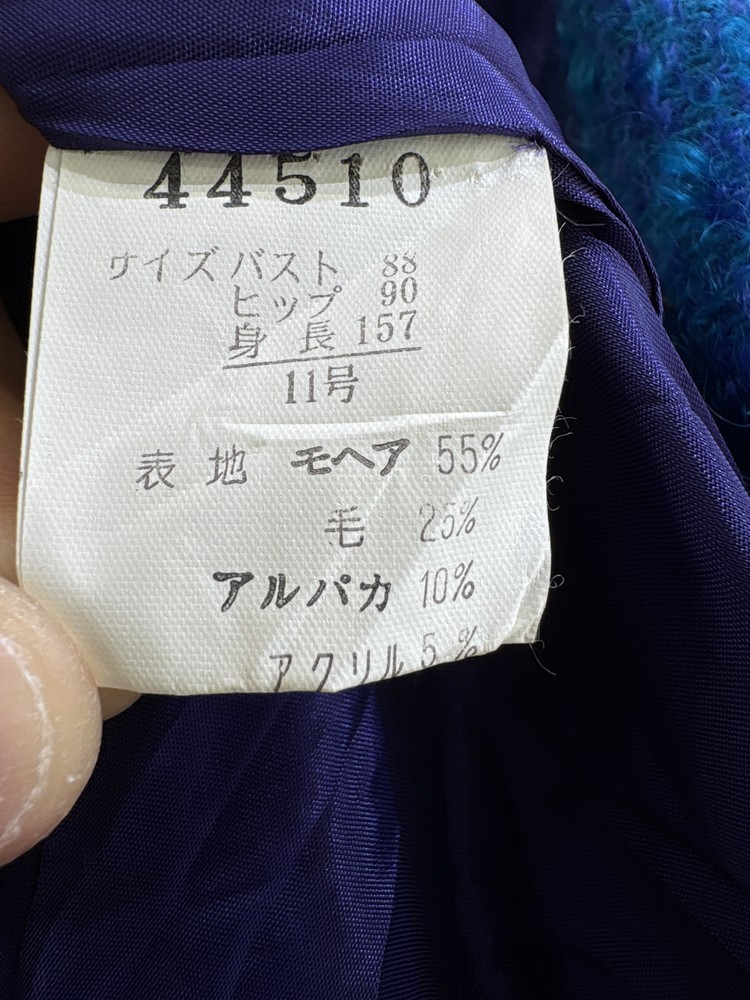 44510
サイズ バスト 88
ヒップ 90
身長 157
11号
表地 モヘア 55%
毛 25%
アルパカ 10%
アクリル 5%